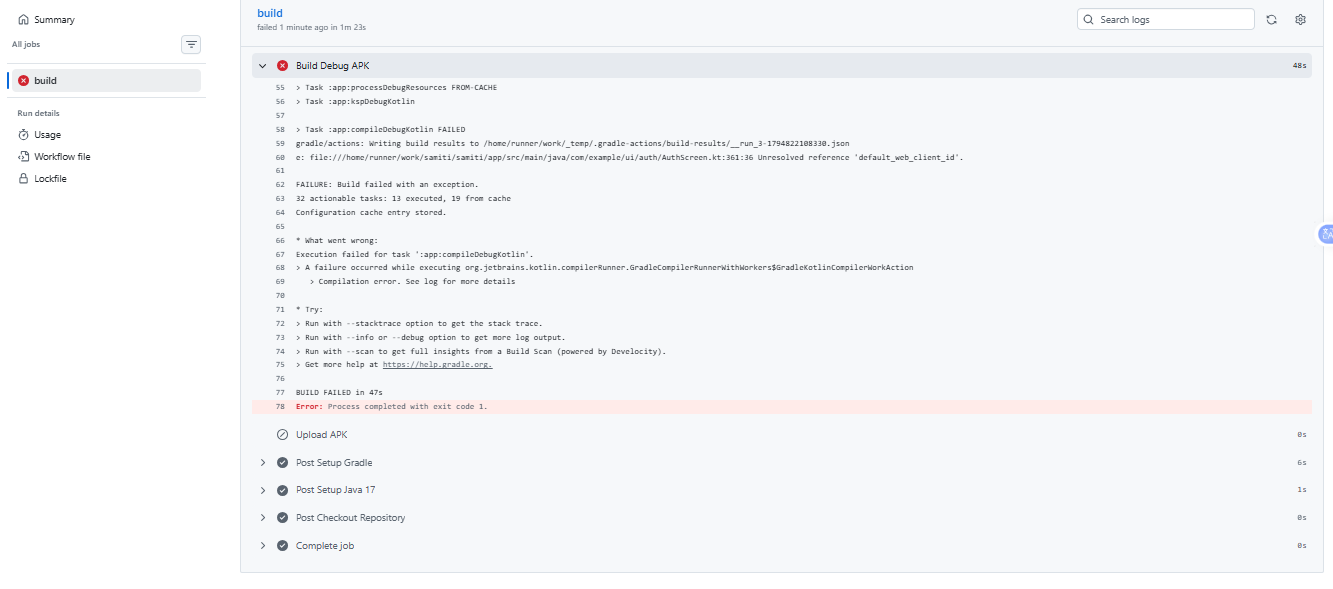 Summary
All jobs
build
Run details
Usage
Workflow file
Lockfile
build
failed 1 minute ago in 1m 23s
Search logs
Build Debug APK
48s
55 > Task :app:processDebugResources FROM-CACHE
56 > Task :app:kspDebugKotlin
57
58 > Task :app:compileDebugKotlin FAILED
59 gradle/actions: Writing build results to /home/runner/work/_temp/.gradle-actions/build-results/__run_3-1794822108330.json
60 e: file:///home/runner/work/samiti/samiti/app/src/main/java/com/example/ui/auth/AuthScreen.kt:361:36 Unresolved reference 'default_web_client_id'.
61
62 FAILURE: Build failed with an exception.
63 32 actionable tasks: 13 executed, 19 from cache
64 Configuration cache entry stored.
65
66 * What went wrong:
67 Execution failed for task ':app:compileDebugKotlin'.
68 > A failure occurred while executing org.jetbrains.kotlin.compilerRunner.GradleCompilerRunnerWithWorkers$GradleKotlinCompilerWorkAction
69 > Compilation error. See log for more details
70
71 * Try:
72 > Run with --stacktrace option to get the stack trace.
73 > Run with --info or --debug option to get more log output.
74 > Run with --scan to get full insights from a Build Scan (powered by Develocity).
75 > Get more help at https://help.gradle.org.
76
77 BUILD FAILED in 47s
78 Error: Process completed with exit code 1.
Upload APK
0s
Post Setup Gradle
6s
Post Setup Java 17
1s
Post Checkout Repository
0s
Complete job
0s